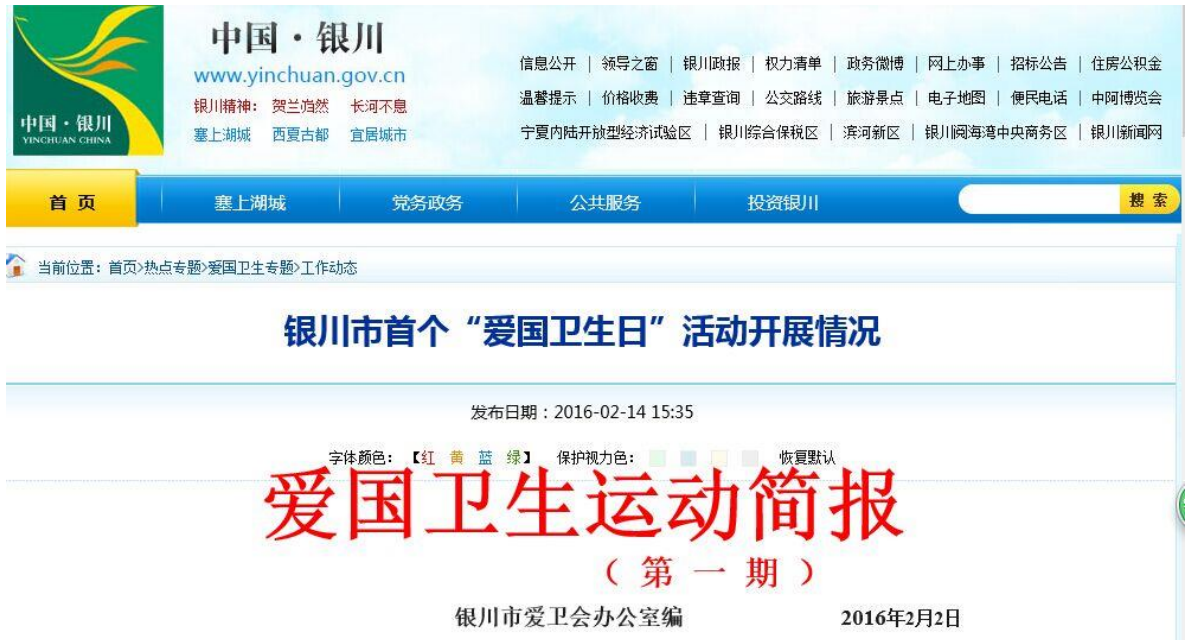 中国·银川
YINCHUAN CHINA
中国·银川
www.yinchuan.gov.cn
银川精神：贺兰岿然 长河不息
塞上湖城 西夏古都 宜居城市
信息公开 | 领导之窗 | 银川政报 | 权力清单 | 政务微博 | 网上办事 | 招标公告 | 住房公积金
温馨提示 | 价格收费 | 违章查询 | 公交路线 | 旅游景点 | 电子地图 | 便民电话 | 中阿博览会
宁夏内陆开放型经济试验区 | 银川综合保税区 | 滨河新区 | 银川阅海湾中央商务区 | 银川新闻网
首页 塞上湖城 党务政务 公共服务 投资银川 搜索
当前位置：首页>热点专题>爱国卫生专题>工作动态
银川市首个“爱国卫生日”活动开展情况
发布日期：2016-02-14 15:35
字体颜色：【红 黄 蓝 绿】 保护视力色： 恢复默认
爱国卫生运动简报
（第一期）
银川市爱卫会办公室编 2016年2月2日